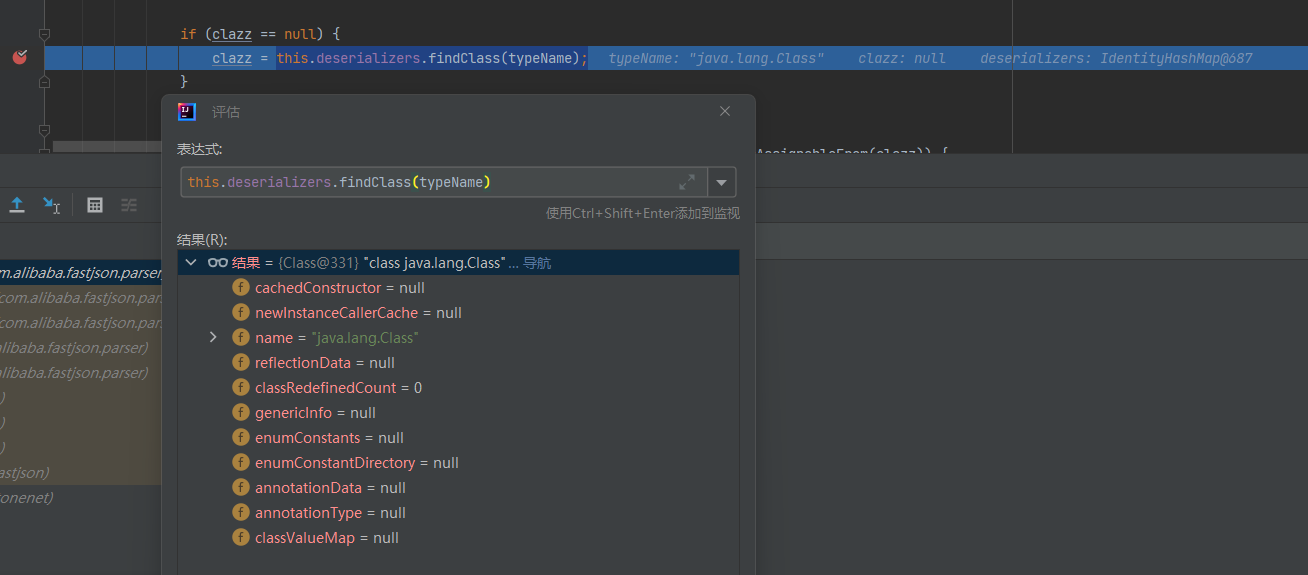 if (clazz == null) {
clazz = this.deserializers.findClass(typeName); typeName: "java.lang.Class" clazz: null deserializers: IdentityHashMap@687
}
AssignableFrom(clazz)) {
评估
表达式:
this.deserializers.findClass(typeName)
使用Ctrl+Shift+Enter添加到监视
结果(R):
结果 = {Class@331} "class java.lang.Class"... 导航
cachedConstructor = null
newInstanceCallerCache = null
name = "java.lang.Class"
reflectionData = null
classRedefinedCount = 0
genericInfo = null
enumConstants = null
enumConstantDirectory = null
annotationData = null
annotationType = null
classValueMap = null
m.alibaba.fastjson.parser
com.alibaba.fastjson.par
com.alibaba.fastjson.par
alibaba.fastjson.parser)
alibaba.fastjson.parser)
)
)
)
astjson)
onenet)